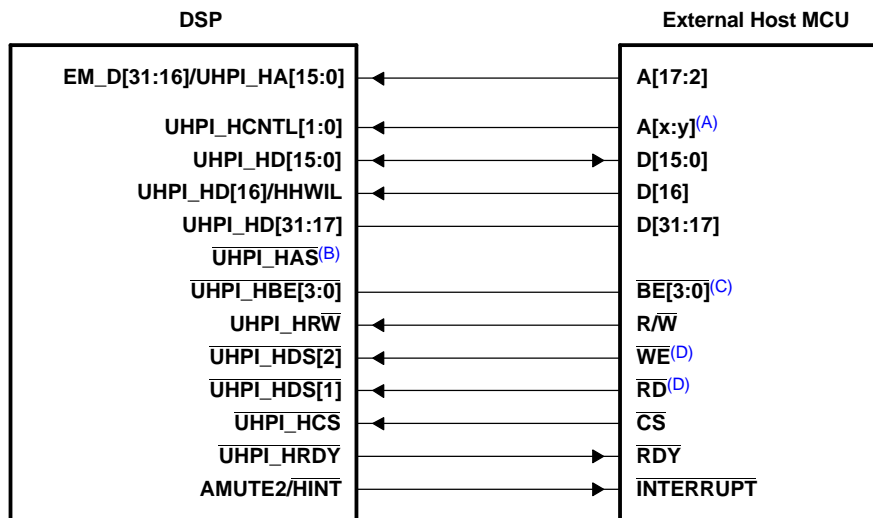 DSP External Host MCU
EM_D[31:16]/UHPI_HA[15:0] A[17:2]
UHPI_HCNTL[1:0] A[x:y](A)
UHPI_HD[15:0] D[15:0]
UHPI_HD[16]/HHWIL D[16]
UHPI_HD[31:17] D[31:17]
UHPI_HAS(B)
UHPI_HBE[3:0] BE[3:0](C)
UHPI_HRW R/W
UHPI_HDS[2] WE(D)
UHPI_HDS[1] RD(D)
UHPI_HCS CS
UHPI_HRDY RDY
AMUTE2/HINT INTERRUPT